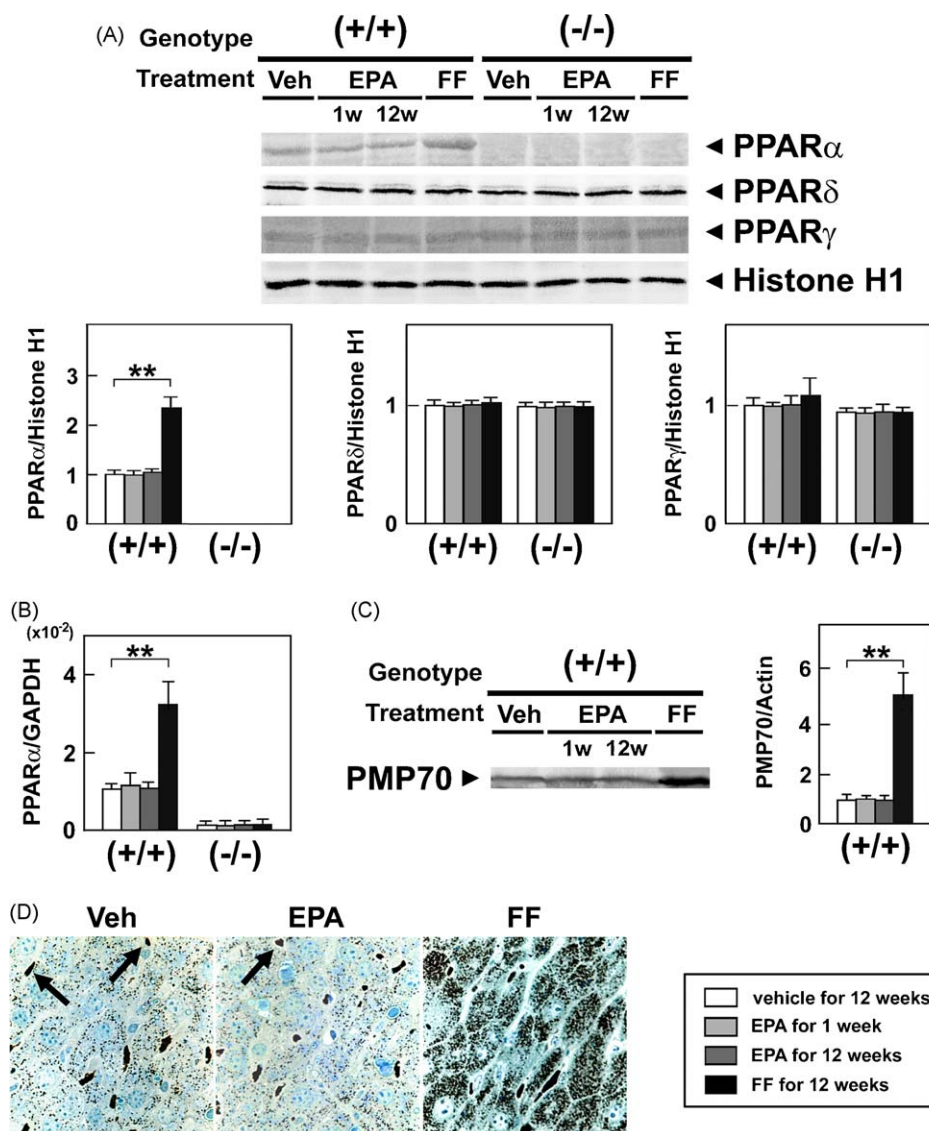 (A)
Genotype (+/+) (-/-)
Treatment Veh EPA FF Veh EPA FF
1w 12w 1w 12w
◄ PPARα
◄ PPARδ
◄ PPARγ
◄ Histone H1
PPARα/Histone H1
3
2
1
0
**
(+/+) (-/-)
PPARδ/Histone H1
1
0
(+/+) (-/-)
PPARγ/Histone H1
1
0
(+/+) (-/-)
(B)
(x10-2)
PPARα/GAPDH
4
2
0
**
(+/+) (-/-)
(C)
Genotype (+/+)
Treatment Veh EPA FF
1w 12w
PMP70 ►
PMP70/Actin
6
4
2
0
**
(+/+)
(D)
Veh EPA FF
vehicle for 12 weeks
EPA for 1 week
EPA for 12 weeks
FF for 12 weeks